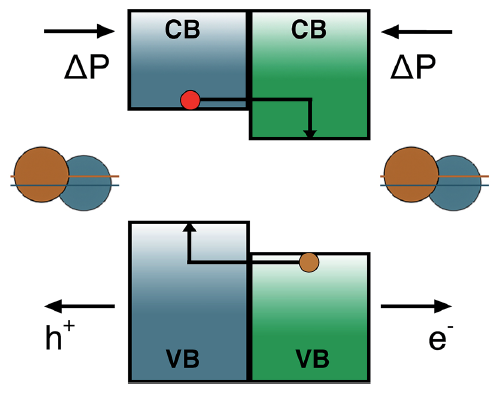 CB CB
ΔP ΔP
h⁺ VB VB e⁻